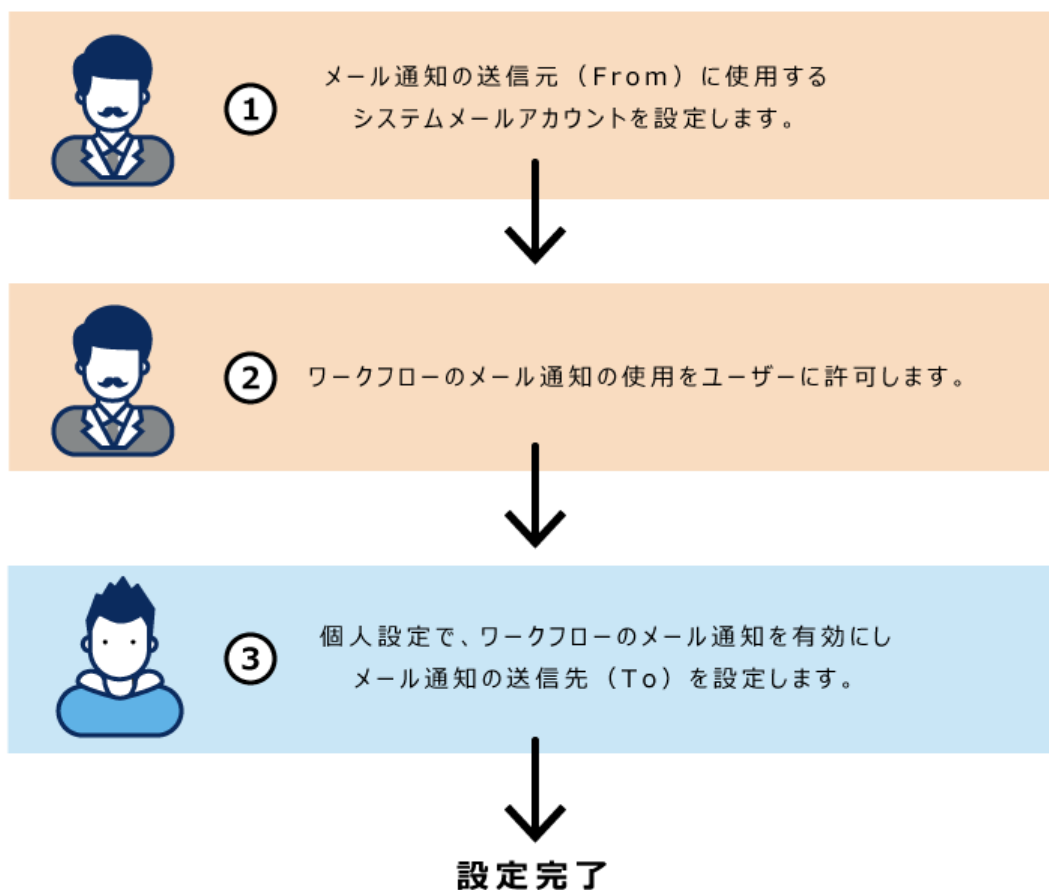 ①
メール通知の送信元（From）に使用する
システムメールアカウントを設定します。
②
ワークフローのメール通知の使用をユーザーに許可します。
③
個人設定で、ワークフローのメール通知を有効にし
メール通知の送信先（To）を設定します。
設定完了